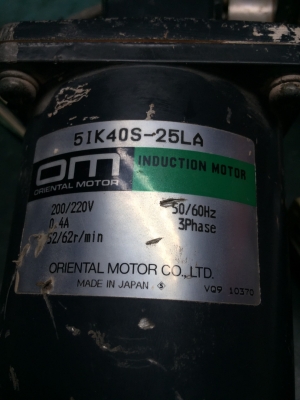 5IK40S-25LA
OM INDUCTION MOTOR
ORIENTAL MOTOR
200/220V 50/60Hz
0.4A 3Phase
52/62r/min
ORIENTAL MOTOR CO.,LTD.
MADE IN JAPAN S
VQ9 10370